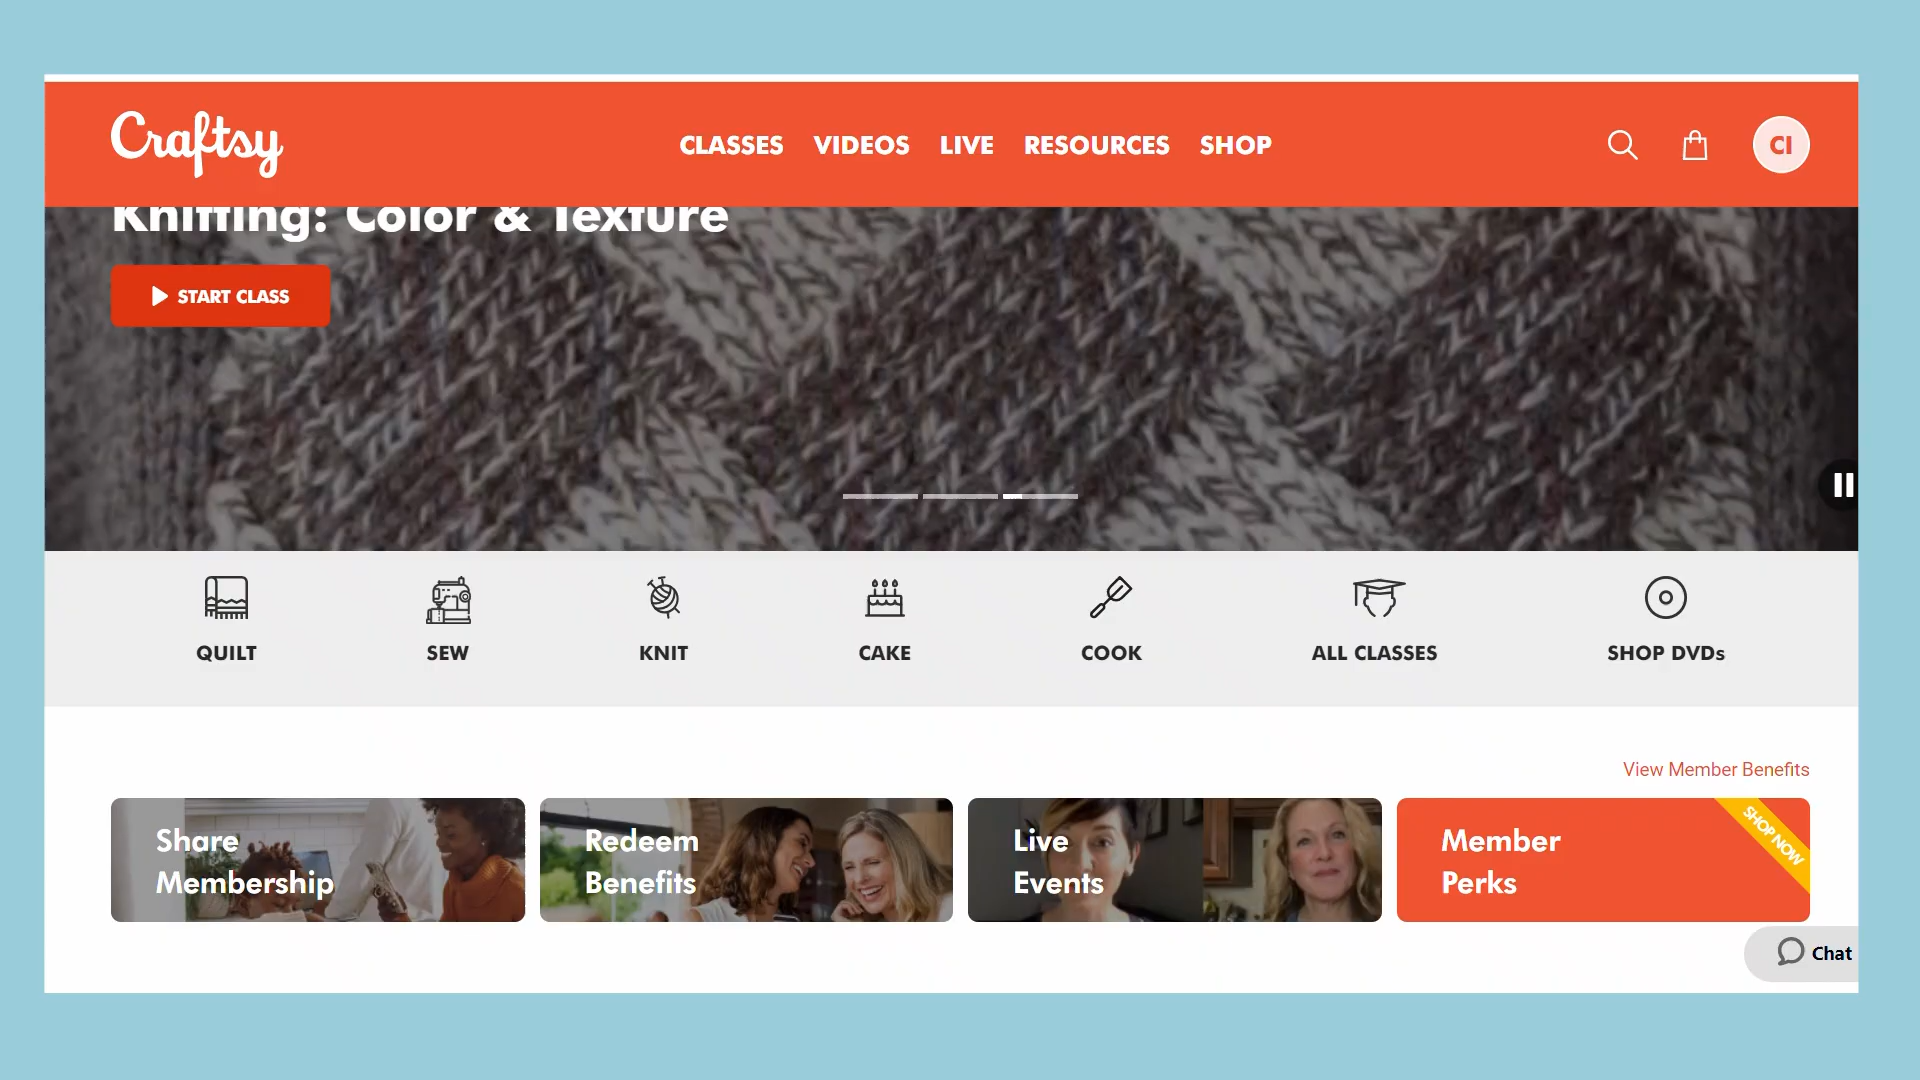 Craftsy
CLASSES VIDEOS LIVE RESOURCES SHOP
CI
Knitting: Color & Texture
START CLASS
QUILT SEW KNIT CAKE COOK ALL CLASSES SHOP DVDs
View Member Benefits
Share
Membership
Redeem
Benefits
Live
Events
Member
Perks
SHOP NOW
Chat